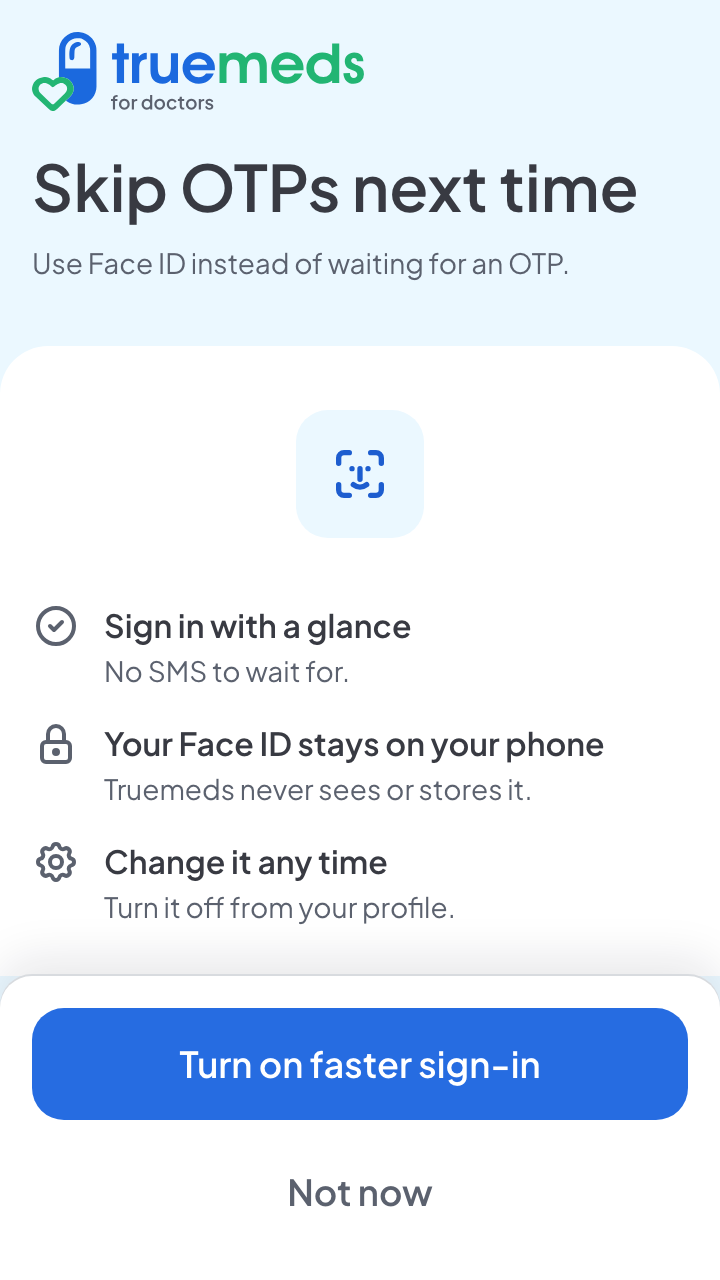 truemeds
for doctors
Skip OTPs next time
Use Face ID instead of waiting for an OTP.
Sign in with a glance
No SMS to wait for.
Your Face ID stays on your phone
Truemeds never sees or stores it.
Change it any time
Turn it off from your profile.
Turn on faster sign-in
Not now